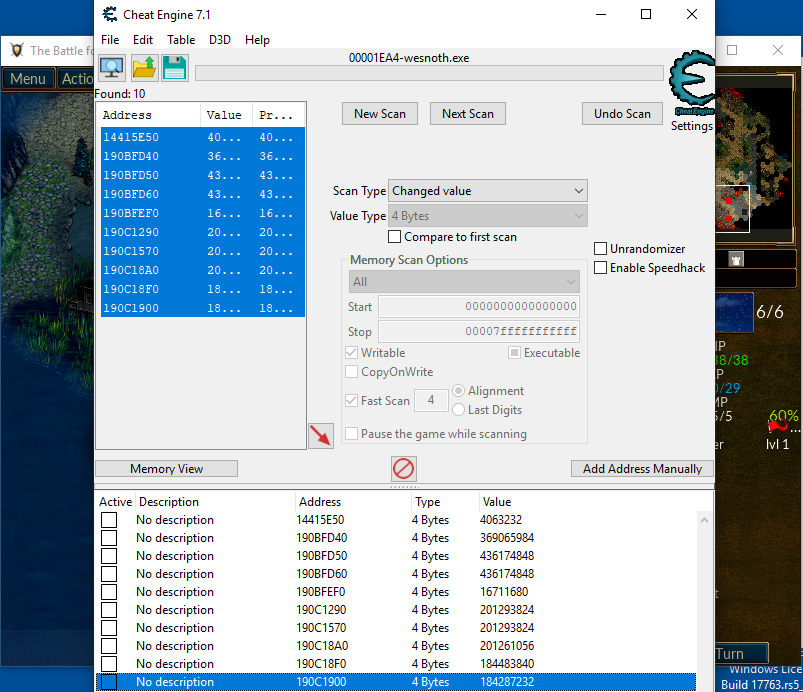 Cheat Engine 7.1
File Edit Table D3D Help
00001EA4-wesnoth.exe
The Battle fo
Menu
Actio
Found: 10
Address Value Pr...
14415E50 40... 40...
190BFD40 36... 36...
190BFD50 43... 43...
190BFD60 43... 43...
190BFEF0 16... 16...
190C1290 20... 20...
190C1570 20... 20...
190C18A0 20... 20...
190C18F0 18... 18...
190C1900 18... 18...
New Scan Next Scan Undo Scan
Cheat Engine
Settings
Scan Type Changed value
Value Type 4 Bytes
Compare to first scan
Memory Scan Options
All
Start 0000000000000000
Stop 00007fffffffffff
Writable Executable
CopyOnWrite
Fast Scan 4 Alignment
Last Digits
Pause the game while scanning
Unrandomizer
Enable Speedhack
6/6
8/38
/29
5/5 60%
er lvl 1
Memory View Add Address Manually
Active Description Address Type Value
No description 14415E50 4 Bytes 4063232
No description 190BFD40 4 Bytes 369065984
No description 190BFD50 4 Bytes 436174848
No description 190BFD60 4 Bytes 436174848
No description 190BFEF0 4 Bytes 16711680
No description 190C1290 4 Bytes 201293824
No description 190C1570 4 Bytes 201293824
No description 190C18A0 4 Bytes 201261056
No description 190C18F0 4 Bytes 184483840
No description 190C1900 4 Bytes 184287232
Turn
Windows Lice
Build 17763.rs5